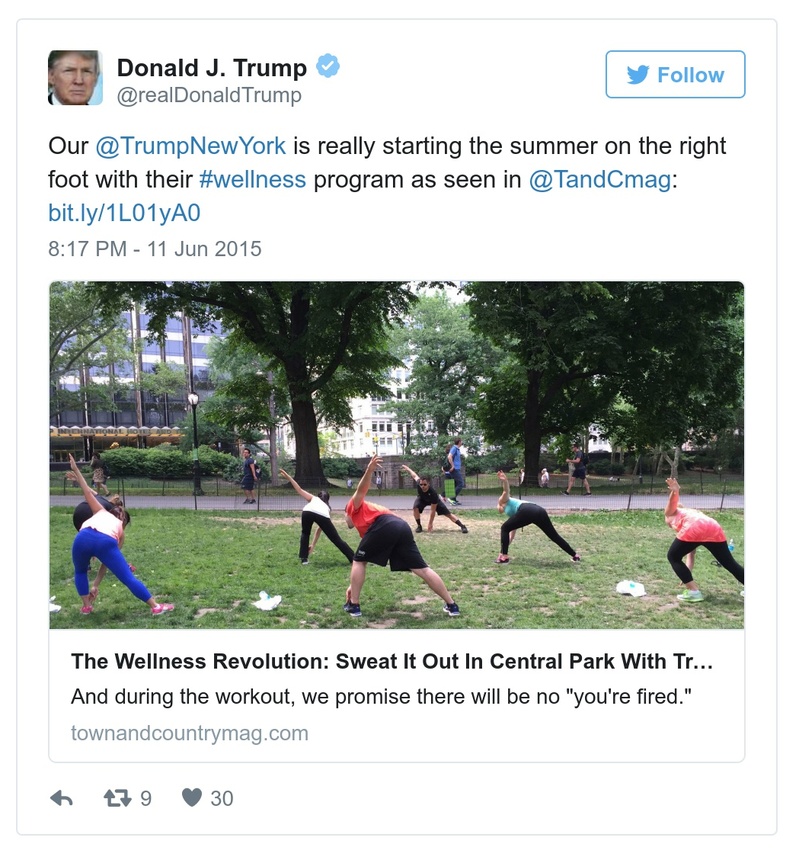 Donald J. Trump
@realDonaldTrump
Follow
Our @TrumpNewYork is really starting the summer on the right
foot with their #wellness program as seen in @TandCmag:
bit.ly/1L01yA0
8:17 PM - 11 Jun 2015
The Wellness Revolution: Sweat It Out In Central Park With Tr…
And during the workout, we promise there will be no "you're fired."
townandcountrymag.com
9
30